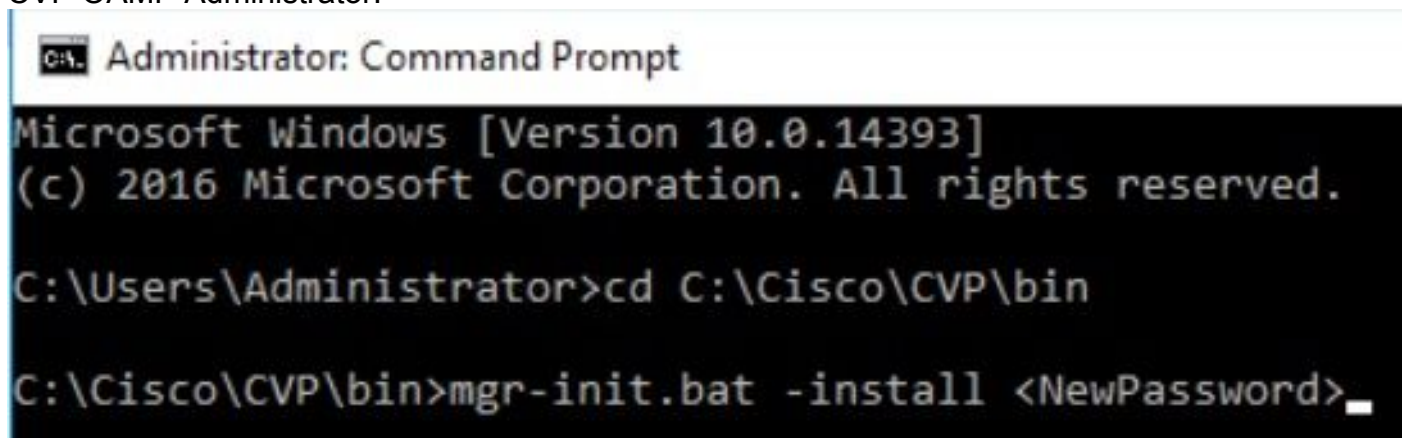 Administrator: Command Prompt
Microsoft Windows [Version 10.0.14393]
(c) 2016 Microsoft Corporation. All rights reserved.
C:\Users\Administrator>cd C:\Cisco\CVP\bin
C:\Cisco\CVP\bin>mgr-init.bat -install <NewPassword>